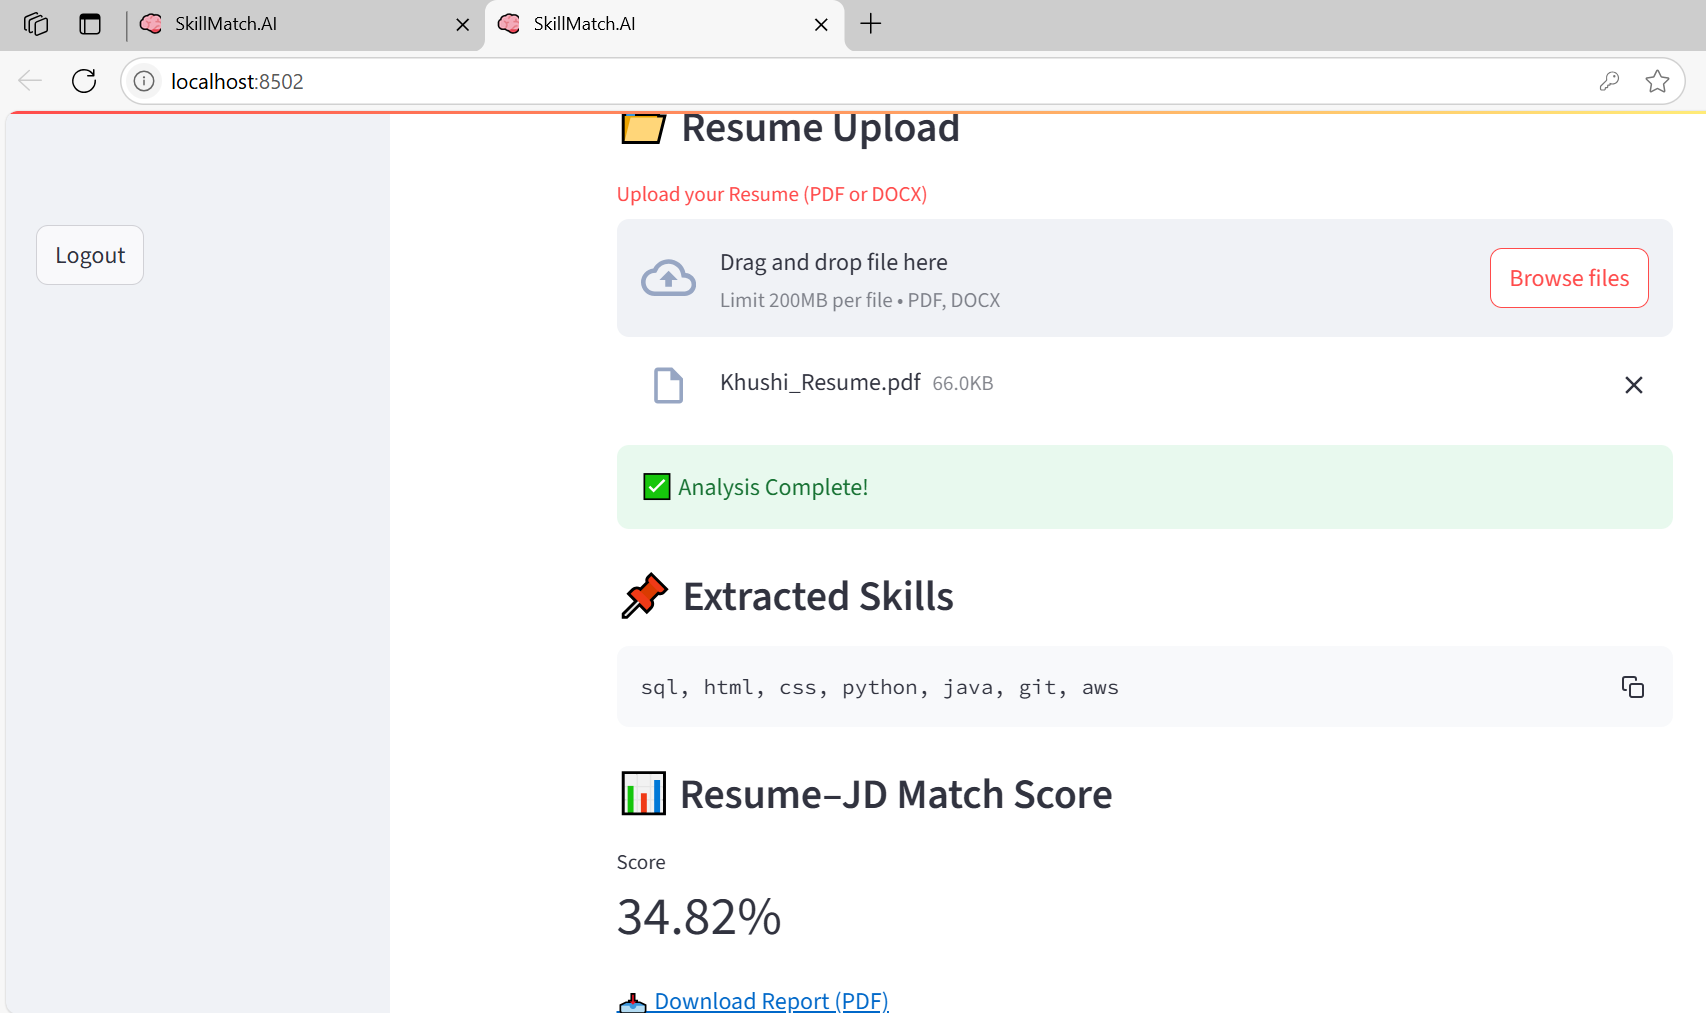 SkillMatch.AI
SkillMatch.AI
localhost:8502
Logout
Resume Upload
Upload your Resume (PDF or DOCX)
Drag and drop file here
Limit 200MB per file • PDF, DOCX
Browse files
Khushi_Resume.pdf 66.0KB
✅ Analysis Complete!
📌 Extracted Skills
sql, html, css, python, java, git, aws
📊 Resume–JD Match Score
Score
34.82%
📥 Download Report (PDF)